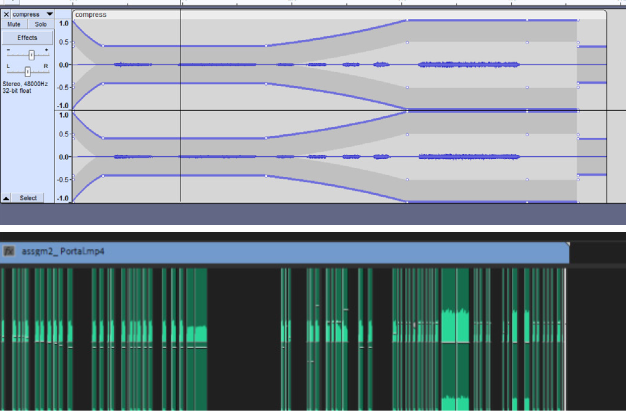 × compress ▼
compress
Mute Solo
Effects
- +
L R
Stereo, 48000Hz
32-bit float
▲ Select
1.0
0.5
0.0
-0.5
-1.0
1.0
0.5
0.0
-0.5
-1.0
fx assgm2_ Portal.mp4